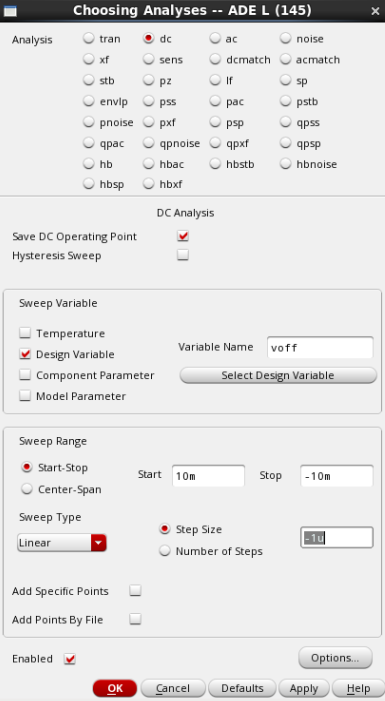 Choosing Analyses -- ADE L (145)
Analysis tran dc ac noise
xf sens dcmatch acmatch
stb pz lf sp
envlp pss pac pstb
pnoise pxf psp qpss
qpac qpnoise qpxf qpsp
hb hbac hbstb hbnoise
hbsp hbxf
DC Analysis
Save DC Operating Point
Hysteresis Sweep
Sweep Variable
Temperature
Design Variable
Component Parameter
Model Parameter
Variable Name voff
Select Design Variable
Sweep Range
Start-Stop
Center-Span
Start 10m Stop -10m
Sweep Type
Linear
Step Size
Number of Steps
-1u
Add Specific Points
Add Points By File
Enabled Options...
OK Cancel Defaults Apply Help